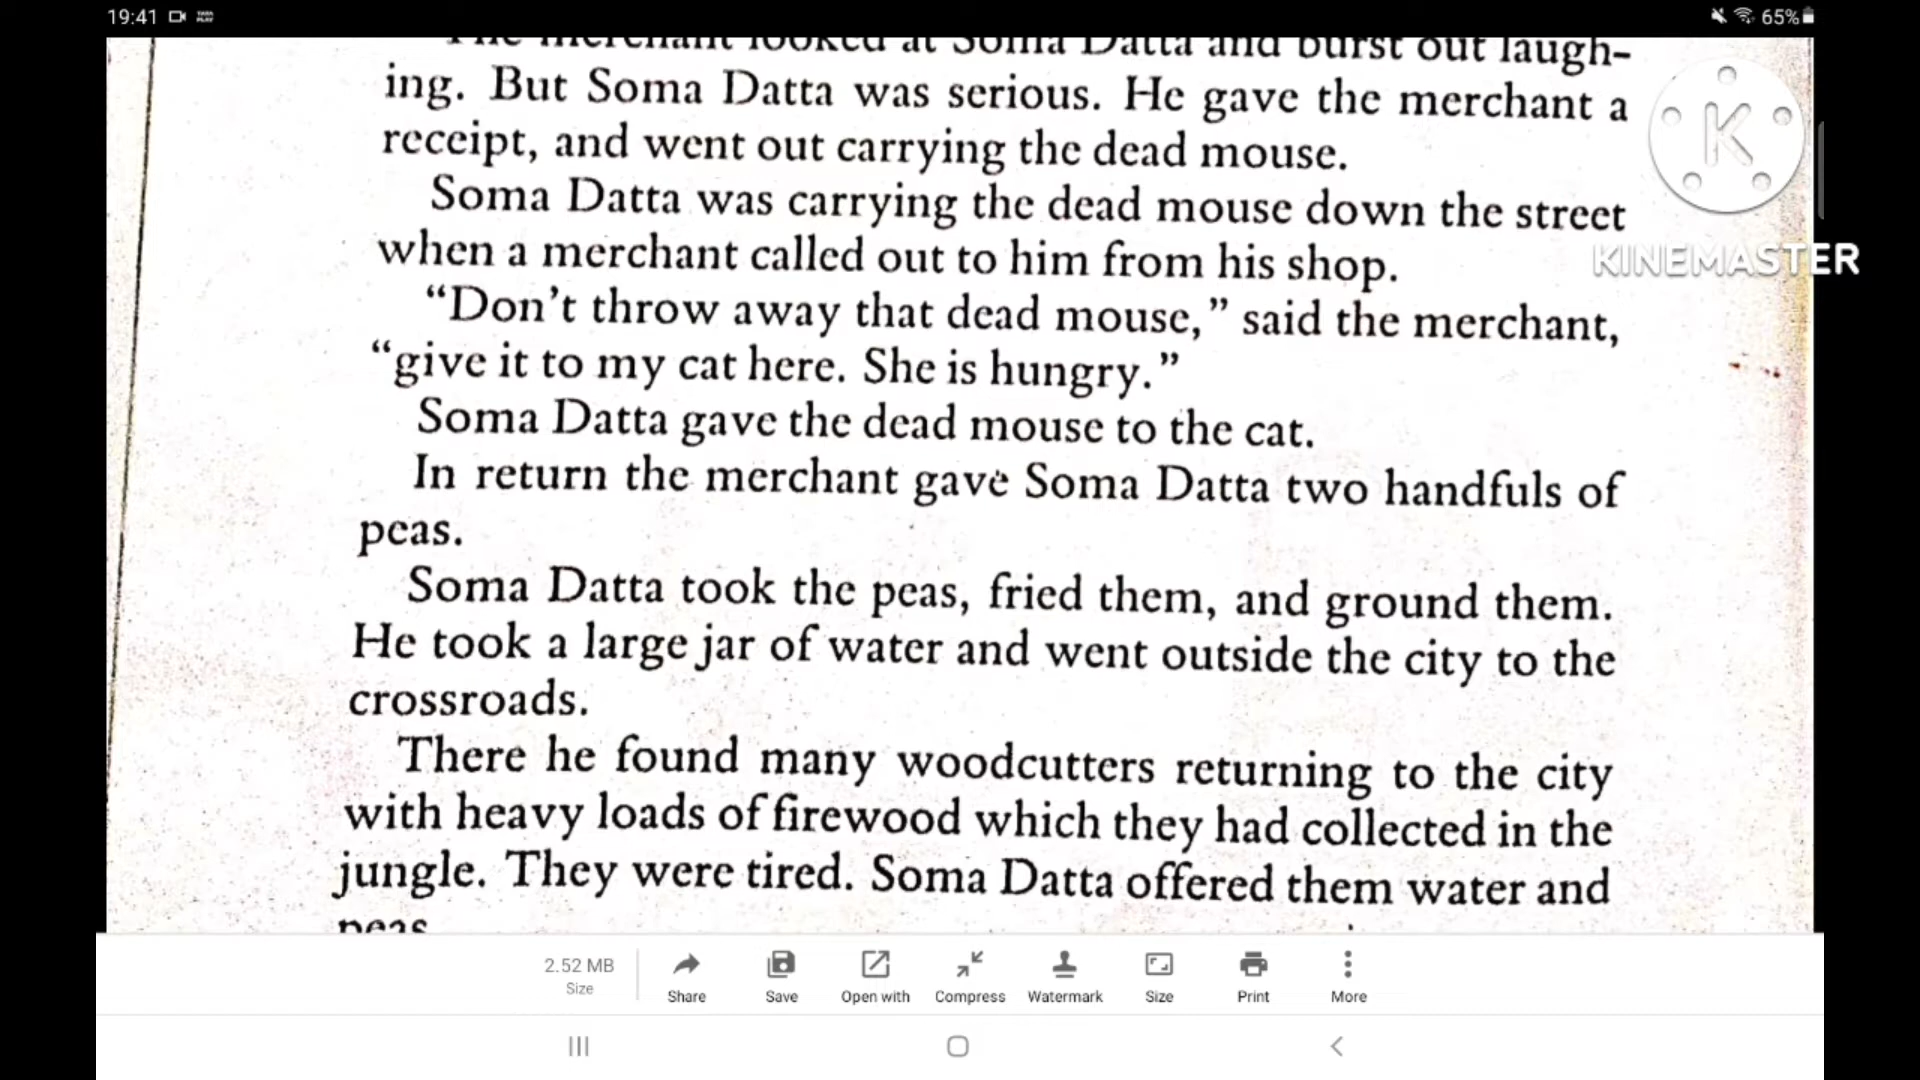 19:41
65%
The merchant looked at Soma Datta and burst out laugh-
ing. But Soma Datta was serious. He gave the merchant a
receipt, and went out carrying the dead mouse.
Soma Datta was carrying the dead mouse down the street
when a merchant called out to him from his shop.
“Don’t throw away that dead mouse,” said the merchant,
“give it to my cat here. She is hungry.”
Soma Datta gave the dead mouse to the cat.
In return the merchant gave Soma Datta two handfuls of
peas.
Soma Datta took the peas, fried them, and ground them.
He took a large jar of water and went outside the city to the
crossroads.
There he found many woodcutters returning to the city
with heavy loads of firewood which they had collected in the
jungle. They were tired. Soma Datta offered them water and
peas
K
KINEMASTER
2.52 MB
Size
Share Save Open with Compress Watermark Size Print More